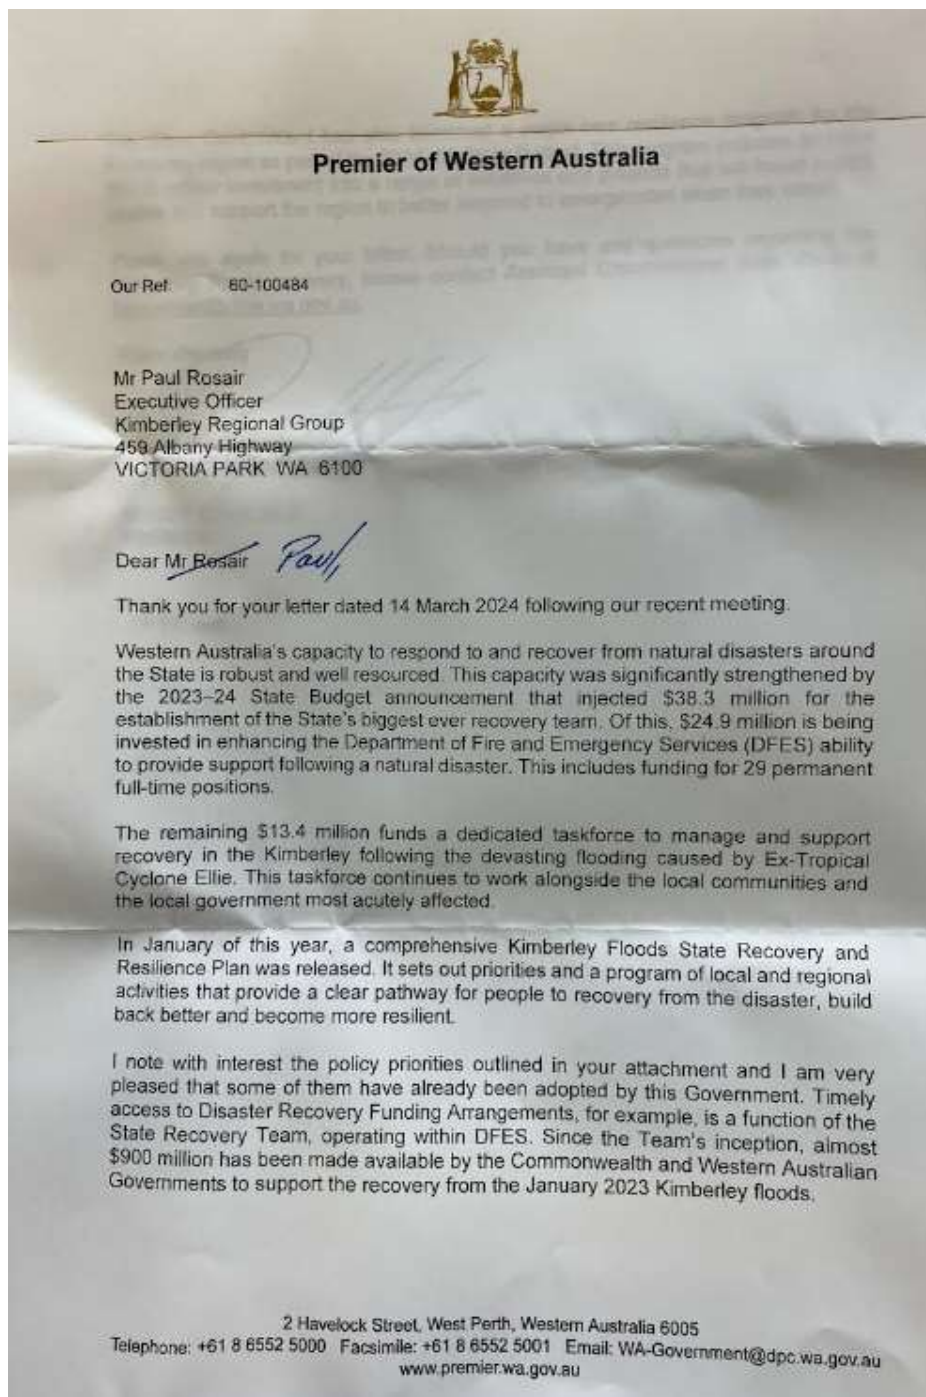 Premier of Western Australia
Our Ref: 60-100484
Mr Paul Rosair
Executive Officer
Kimberley Regional Group
459 Albany Highway
VICTORIA PARK WA 6100
Dear Mr Rosair Paul,
Thank you for your letter dated 14 March 2024 following our recent meeting.
Western Australia's capacity to respond to and recover from natural disasters around
the State is robust and well resourced. This capacity was significantly strengthened by
the 2023–24 State Budget announcement that injected $38.3 million for the
establishment of the State's biggest ever recovery team. Of this, $24.9 million is being
invested in enhancing the Department of Fire and Emergency Services (DFES) ability
to provide support following a natural disaster. This includes funding for 29 permanent
full-time positions.
The remaining $13.4 million funds a dedicated taskforce to manage and support
recovery in the Kimberley following the devasting flooding caused by Ex-Tropical
Cyclone Ellie. This taskforce continues to work alongside the local communities and
the local government most acutely affected.
In January of this year, a comprehensive Kimberley Floods State Recovery and
Resilience Plan was released. It sets out priorities and a program of local and regional
activities that provide a clear pathway for people to recovery from the disaster, build
back better and become more resilient.
I note with interest the policy priorities outlined in your attachment and I am very
pleased that some of them have already been adopted by this Government. Timely
access to Disaster Recovery Funding Arrangements, for example, is a function of the
State Recovery Team, operating within DFES. Since the Team's inception, almost
$900 million has been made available by the Commonwealth and Western Australian
Governments to support the recovery from the January 2023 Kimberley floods.
2 Havelock Street, West Perth, Western Australia 6005
Telephone: +61 8 6552 5000 Facsimile: +61 8 6552 5001 Email: WA-Government@dpc.wa.gov.au
www.premier.wa.gov.au